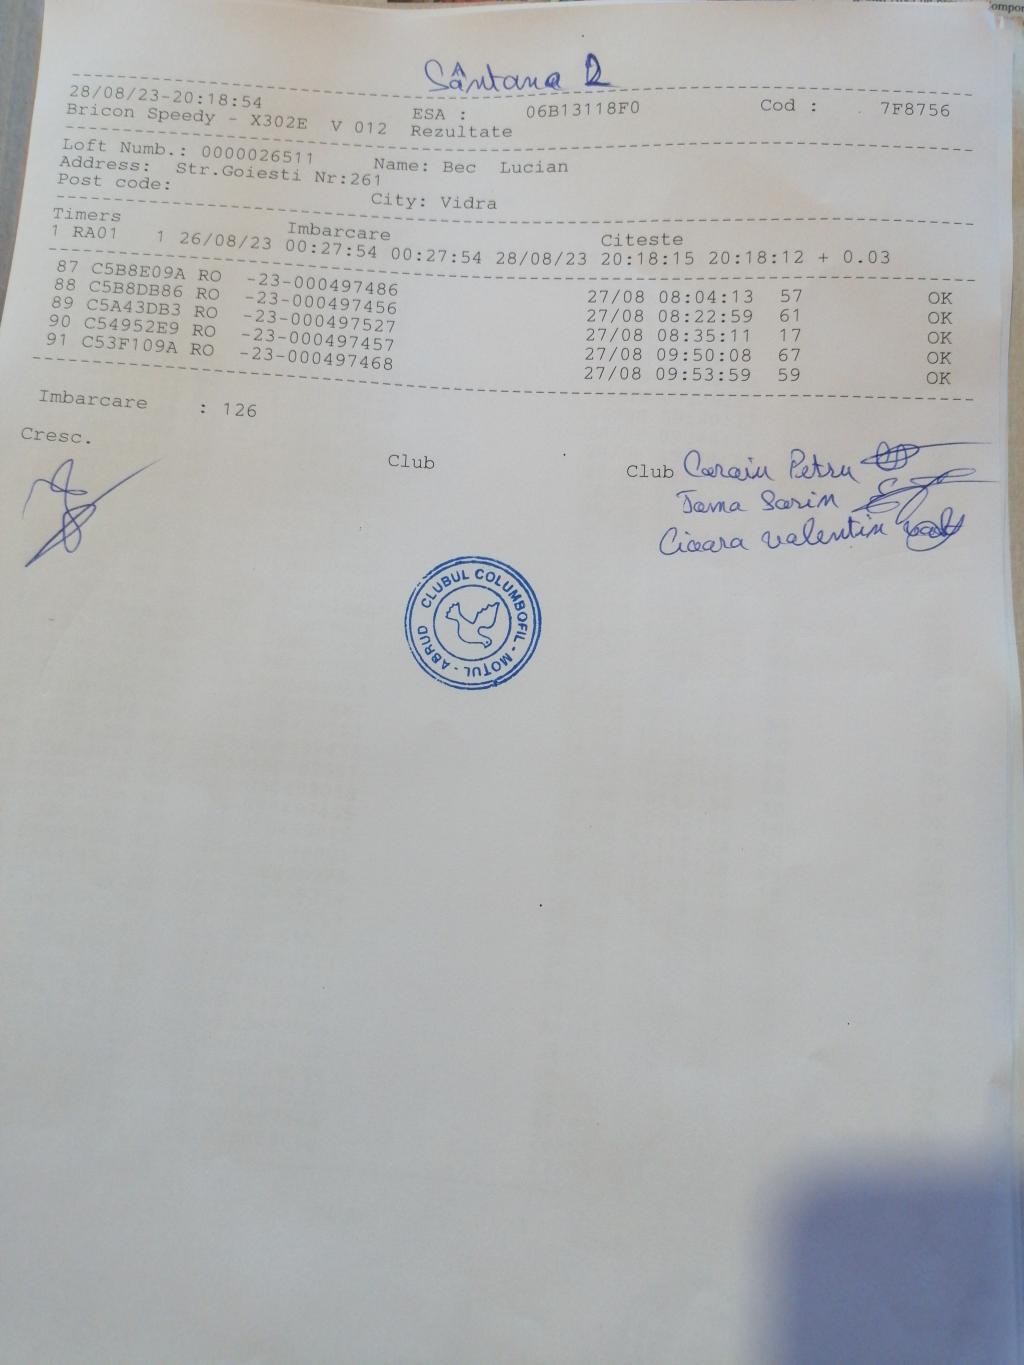 Sântana 2
28/08/23-20:18:54 ESA : 06B13118F0 Cod : 7F8756
Bricon Speedy - X302E V 012 Rezultate
Loft Numb.: 0000026511 Name: Bec Lucian
Address: Str.Goiesti Nr:261
Post code: City: Vidra
Timers Imbarcare Citeste
1 RA01 1 26/08/23 00:27:54 00:27:54 28/08/23 20:18:15 20:18:12 + 0.03
87 C5B8E09A RO -23-000497486 27/08 08:04:13 57 OK
88 C5B8DB86 RO -23-000497456 27/08 08:22:59 61 OK
89 C5A43DB3 RO -23-000497527 27/08 08:35:11 17 OK
90 C54952E9 RO -23-000497457 27/08 09:50:08 67 OK
91 C53F109A RO -23-000497468 27/08 09:53:59 59 OK
Imbarcare : 126
Cresc. Club Club Petru
Sorin
Valentin
CLUBUL COLUMBOFIL - MOȚUL - ABRUD